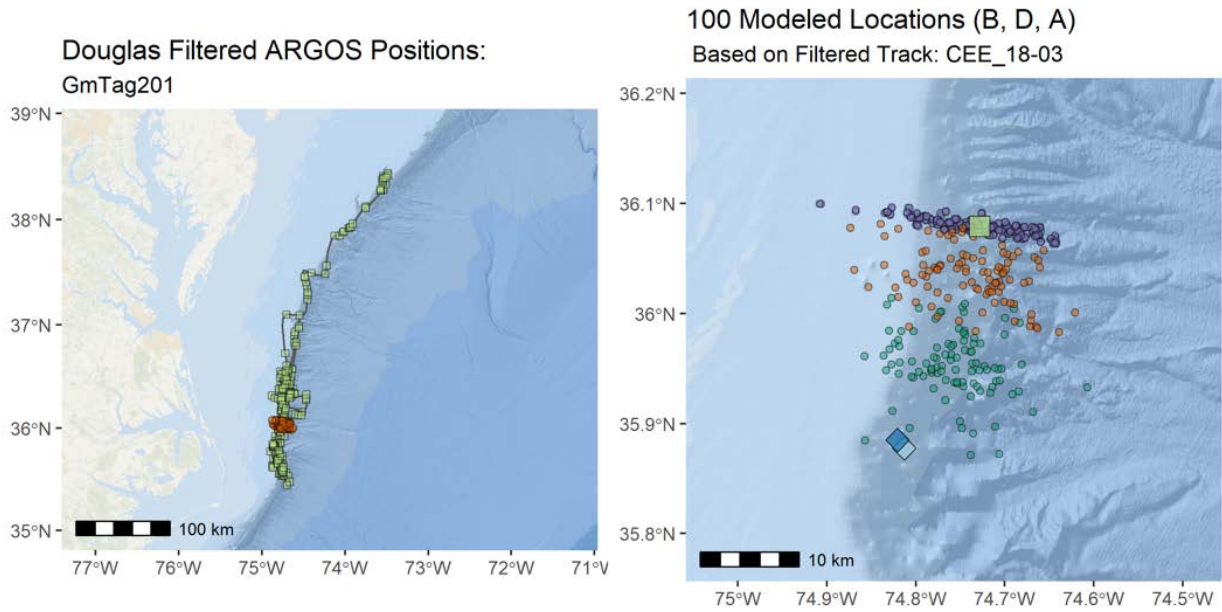 Douglas Filtered ARGOS Positions:
GmTag201
39°N
38°N
37°N
36°N
35°N
100 km
77°W
76°W
75°W
74°W
73°W
72°W
71°W
100 Modeled Locations (B, D, A)
Based on Filtered Track: CEE_18-03
36.2°N
36.1°N
36°N
35.9°N
35.8°N
10 km
75°W
74.9°W
74.8°W
74.7°W
74.6°W
74.5°W